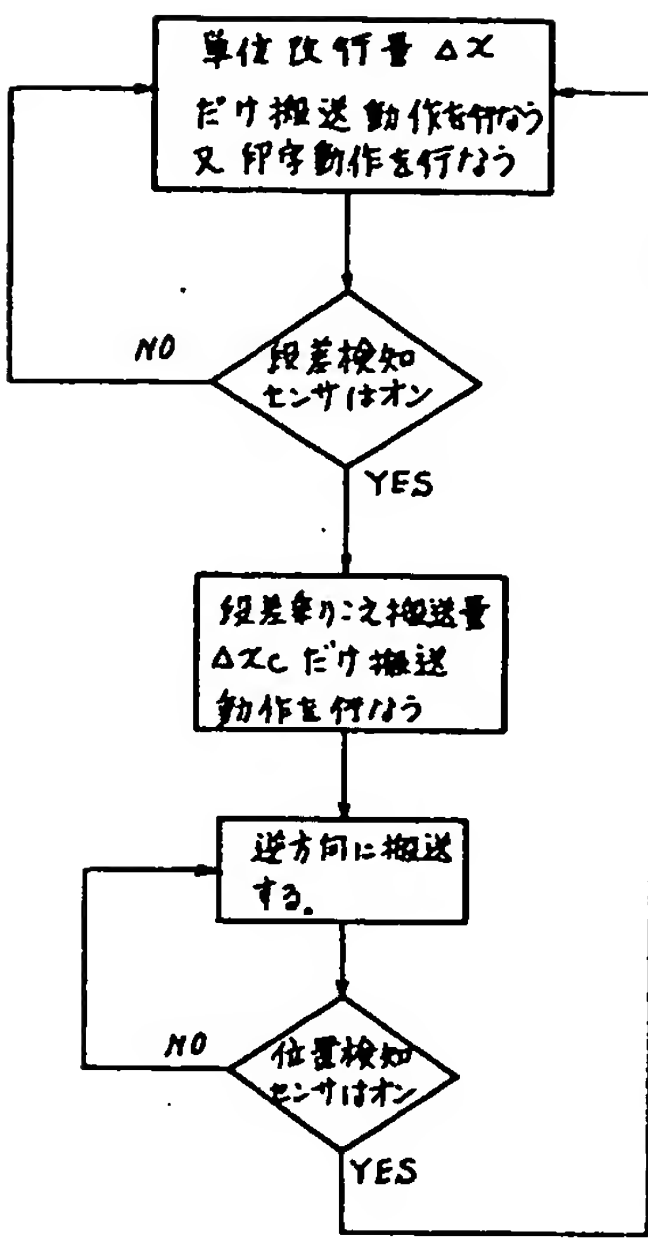 単位改行量 Δx
だけ搬送動作を行なう
又印字動作を行なう
NO
段差検知
センサはオン
YES
段差乗りこえ搬送量
Δxc だけ搬送
動作を行なう
逆方向に搬送
する。
NO
位置検知
センサはオン
YES